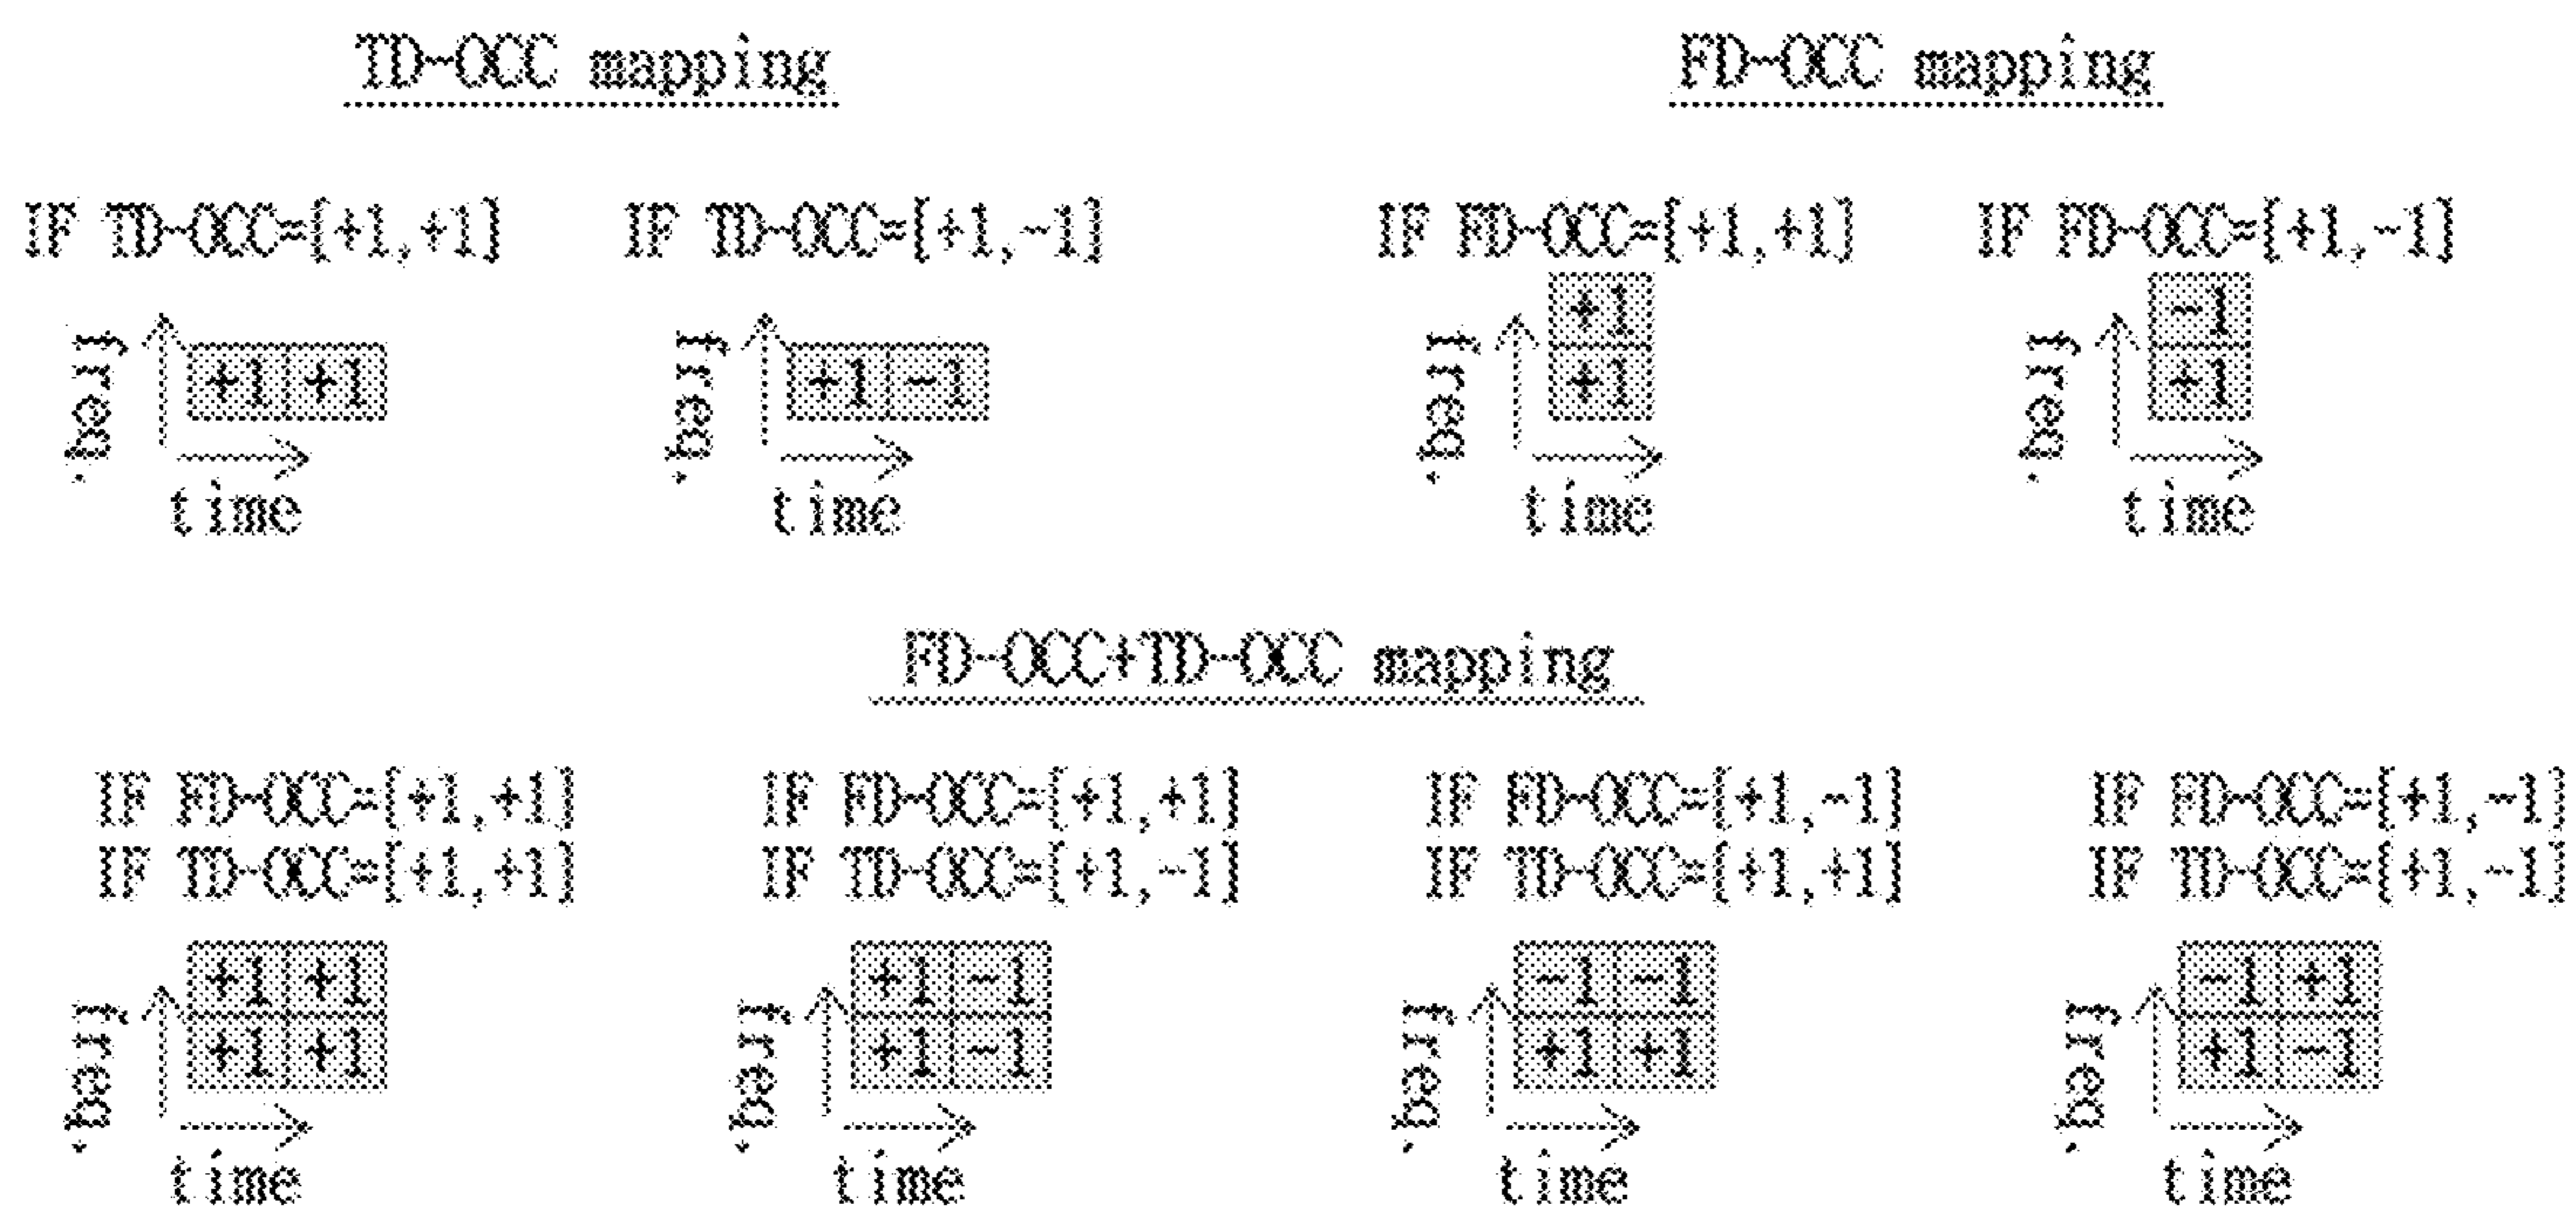 TD-OCC mapping
FD-OCC mapping
IF TD-OCC=[+1,+1]
IF TD-OCC=[+1,-1]
IF FD-OCC=[+1,+1]
IF FD-OCC=[+1,-1]
freq.
+1 +1
time
freq.
+1 -1
time
freq.
+1
+1
time
freq.
-1
+1
time
FD-OCC+TD-OCC mapping
IF FD-OCC=[+1,+1]
IF TD-OCC=[+1,+1]
freq.
+1 +1
+1 +1
time
IF FD-OCC=[+1,+1]
IF TD-OCC=[+1,-1]
freq.
+1 -1
+1 -1
time
IF FD-OCC=[+1,-1]
IF TD-OCC=[+1,+1]
freq.
-1 -1
+1 +1
time
IF FD-OCC=[+1,-1]
IF TD-OCC=[+1,-1]
freq.
-1 +1
+1 -1
time